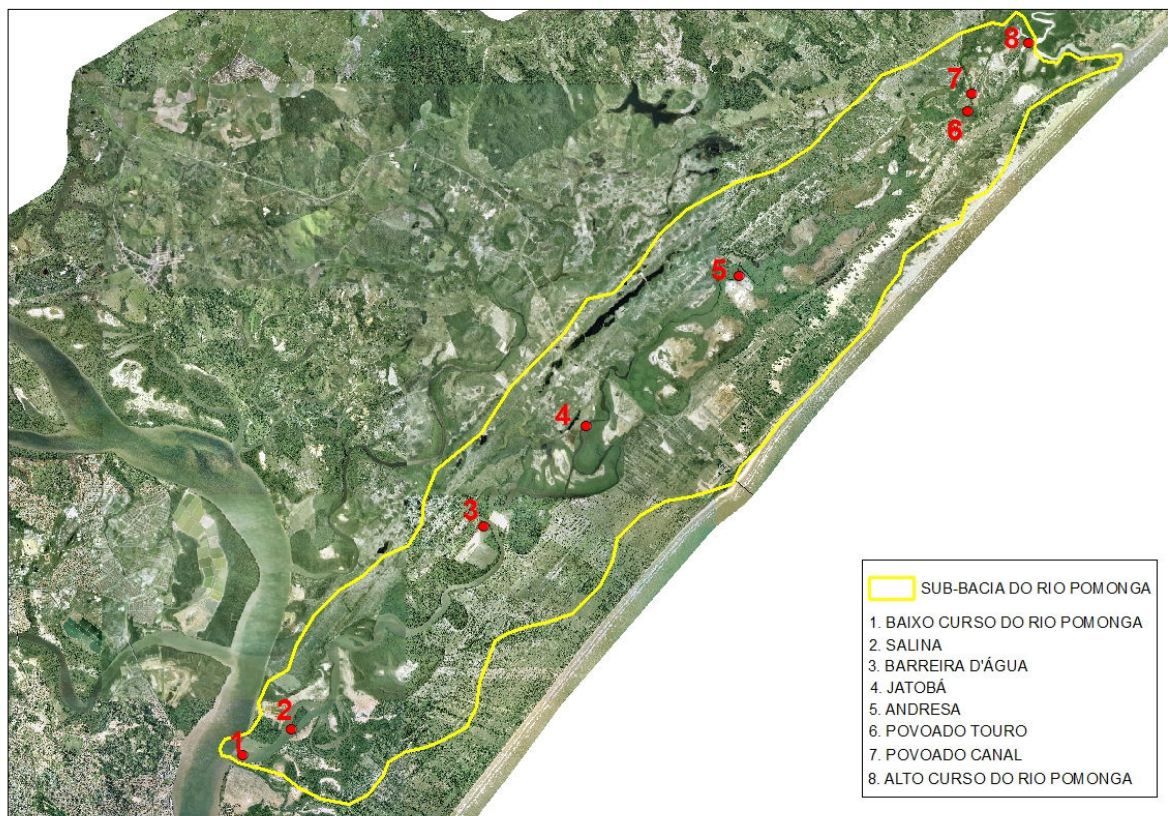 8
7
6
5
4
3
2
1
SUB-BACIA DO RIO POMONGA
1. BAIXO CURSO DO RIO POMONGA
2. SALINA
3. BARREIRA D'ÁGUA
4. JATOBÁ
5. ANDRESA
6. POVOADO TOURO
7. POVOADO CANAL
8. ALTO CURSO DO RIO POMONGA